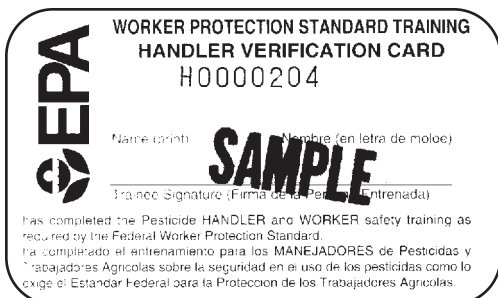 EPA
WORKER PROTECTION STANDARD TRAINING
HANDLER VERIFICATION CARD
H0000204
Name (print) Nombre (en letra de molde)
SAMPLE
Trainee Signature (Firma de la Persona Entrenada)
has completed the Pesticide HANDLER and WORKER safety training as
required by the Federal Worker Protection Standard.
ha completado el entrenamiento para los MANEJADORES de Pesticidas y
Trabajadores Agricolas sobre la seguridad en el uso de los pesticidas como lo
exige el Estandar Federal para la Proteccion de los Trabajadores Agricolas.